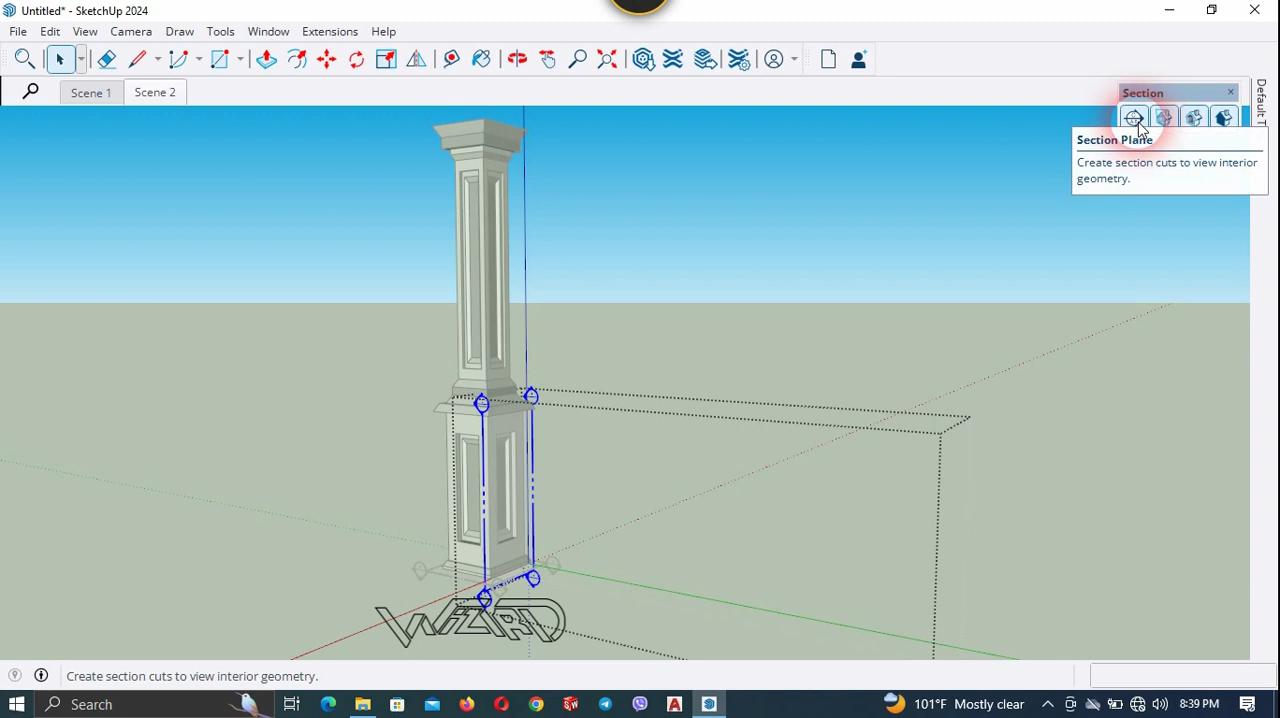 Untitled* - SketchUp 2024
File Edit View Camera Draw Tools Window Extensions Help
Scene 1 Scene 2
Section
Default T
Section Plane
Create section cuts to view interior
geometry.
WIZARD
Create section cuts to view interior geometry.
Search
101°F Mostly clear
8:39 PM